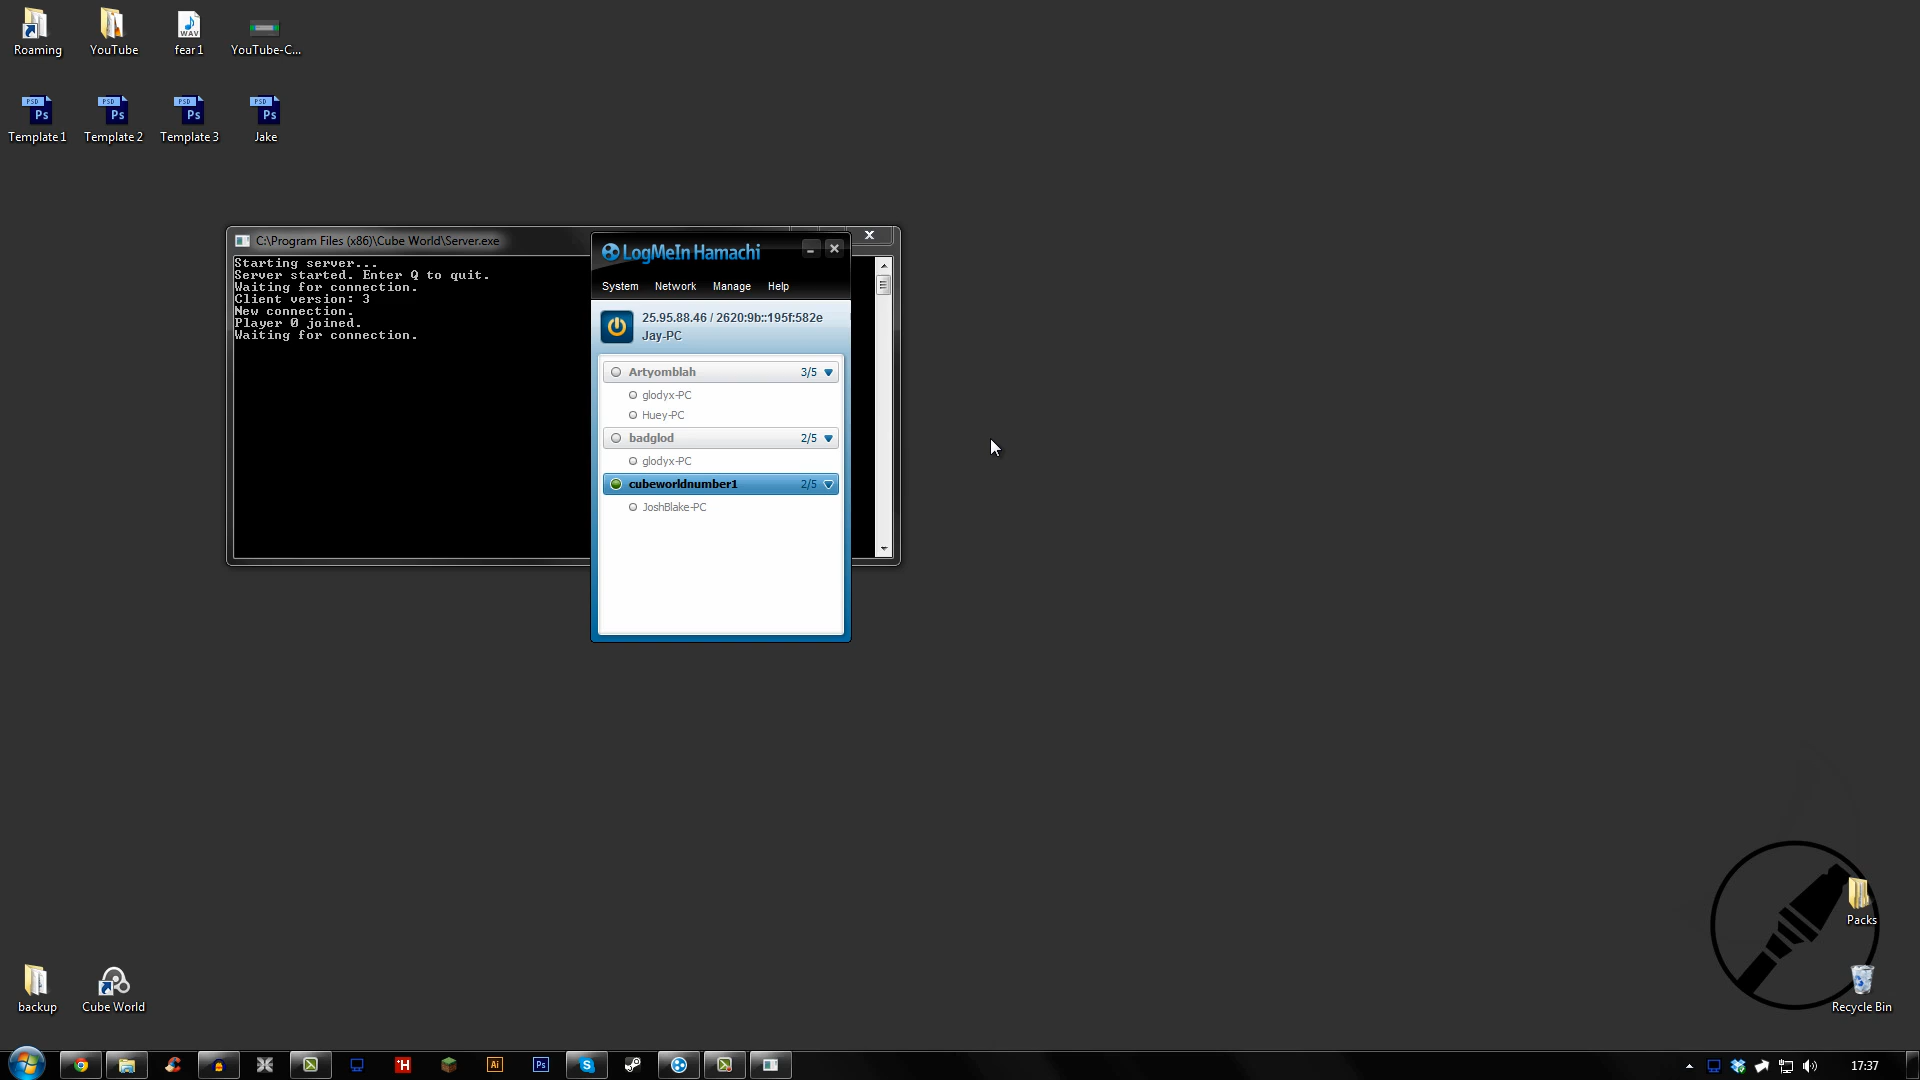 Roaming
YouTube
fear1
YouTube-C...
Template1
Template2
Template3
Jake
C:\Program Files (x86)\Cube World\Server.exe
Starting server...
Server started. Enter Q to quit.
Waiting for connection.
Client version: 3
New connection.
Player 0 joined.
Waiting for connection.
LogMeIn Hamachi
System Network Manage Help
25.95.88.46 / 2620:9b::195f:582e
Jay-PC
Artyomblah 3/5
glodyx-PC
Huey-PC
badglod 2/5
glodyx-PC
cubeworldnumber1 2/5
JoshBlake-PC
Packs
backup
Cube World
Recycle Bin
17:37